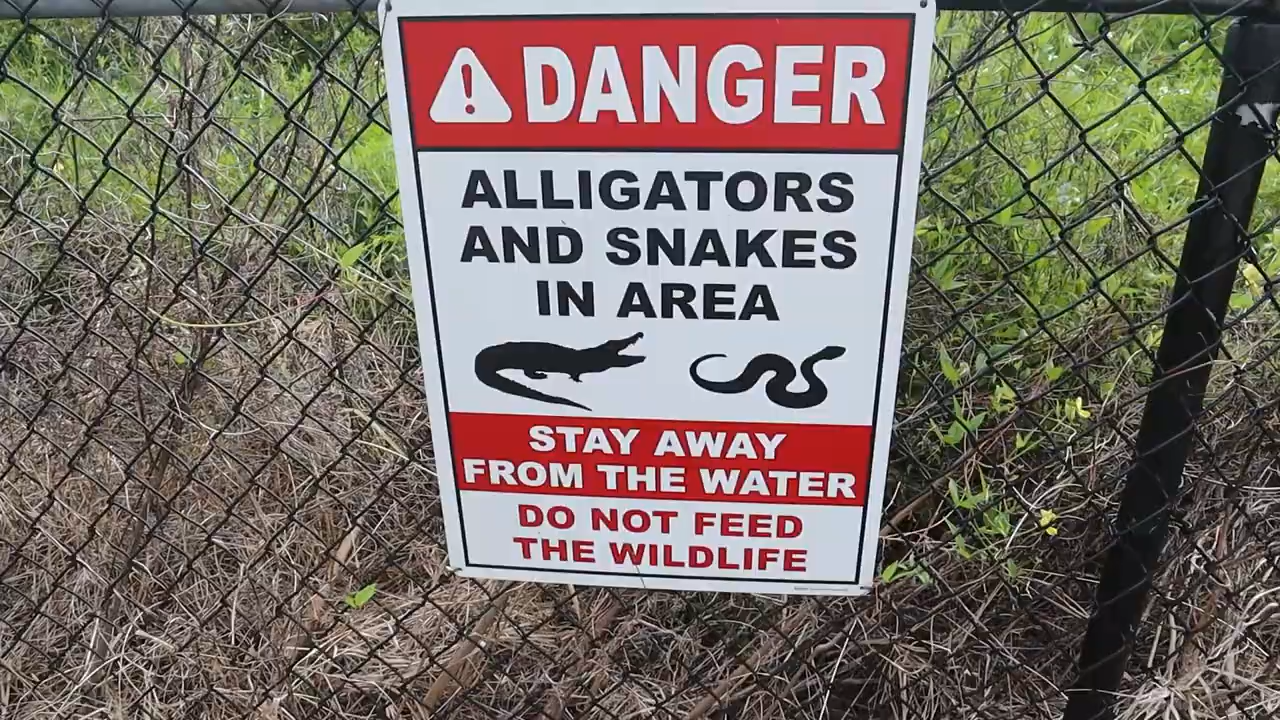 DANGER
ALLIGATORS
AND SNAKES
IN AREA
STAY AWAY
FROM THE WATER
DO NOT FEED
THE WILDLIFE